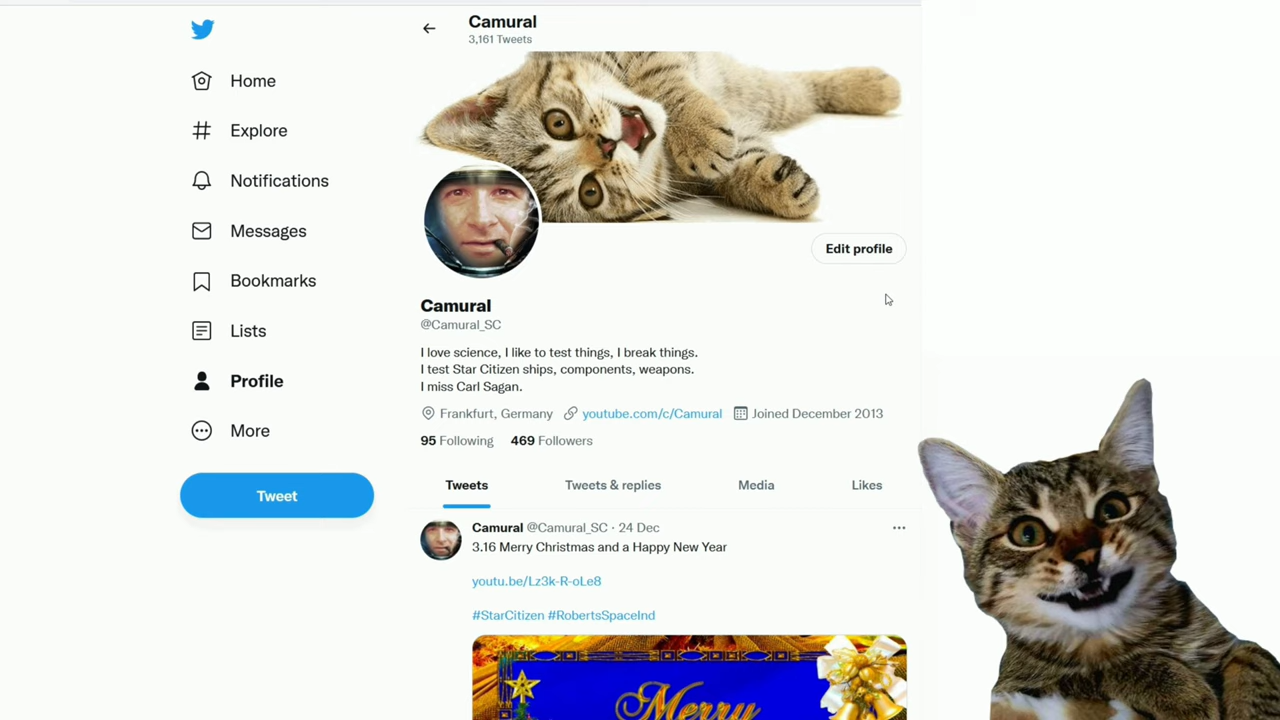 Camural
3,161 Tweets
Home
Explore
Notifications
Messages
Bookmarks
Lists
Profile
More
Tweet
Edit profile
Camural
@Camural_SC
I love science, I like to test things, I break things.
I test Star Citizen ships, components, weapons.
I miss Carl Sagan.
Frankfurt, Germany youtube.com/c/Camural Joined December 2013
95 Following 469 Followers
Tweets Tweets & replies Media Likes
Camural @Camural_SC · 24 Dec
3.16 Merry Christmas and a Happy New Year
youtu.be/Lz3k-R-oLe8
#StarCitizen #RobertsSpaceInd
Merry